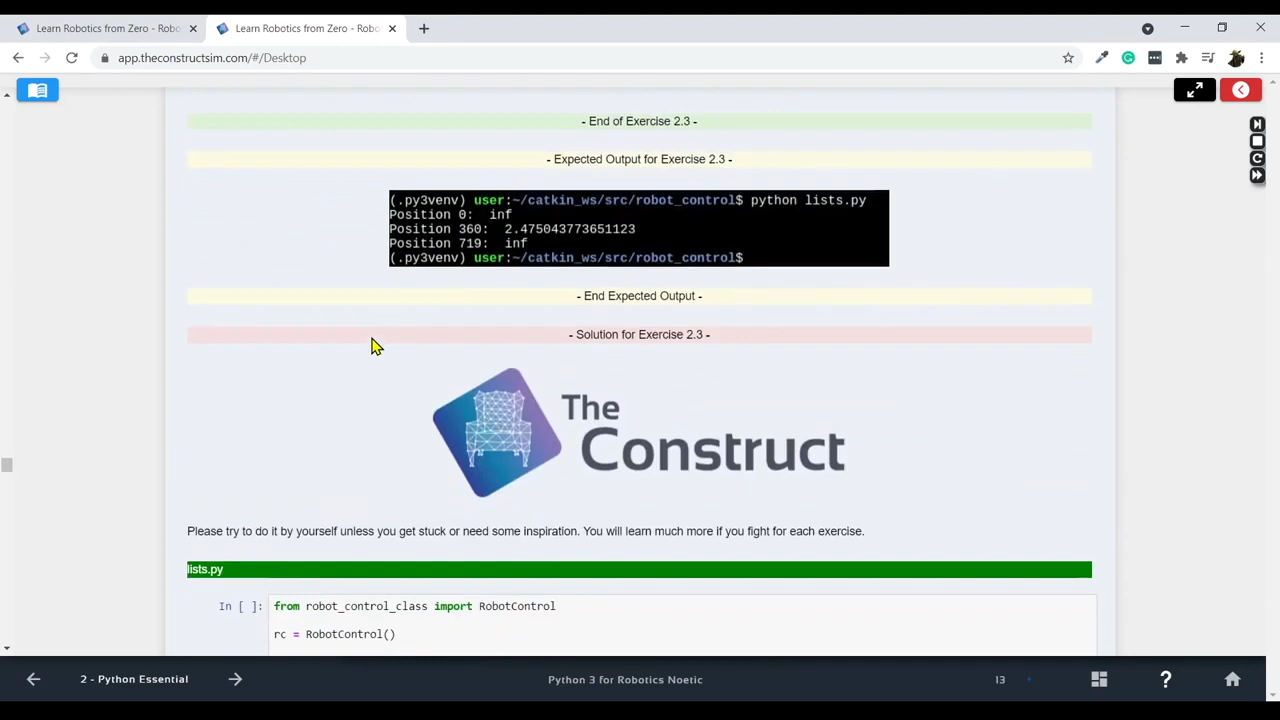 Learn Robotics from Zero - Robo
Learn Robotics from Zero - Robo
app.theconstructsim.com/#/Desktop
- End of Exercise 2.3 -
- Expected Output for Exercise 2.3 -
(.py3venv) user:~/catkin_ws/src/robot_control$ python lists.py
Position 0:  inf
Position 360:  2.475043773651123
Position 719:  inf
(.py3venv) user:~/catkin_ws/src/robot_control$
- End Expected Output -
- Solution for Exercise 2.3 -
The
Construct
Please try to do it by yourself unless you get stuck or need some inspiration. You will learn much more if you fight for each exercise.
lists.py
In [ ]: from robot_control_class import RobotControl
rc = RobotControl()
2 - Python Essential
Python 3 for Robotics Noetic
13